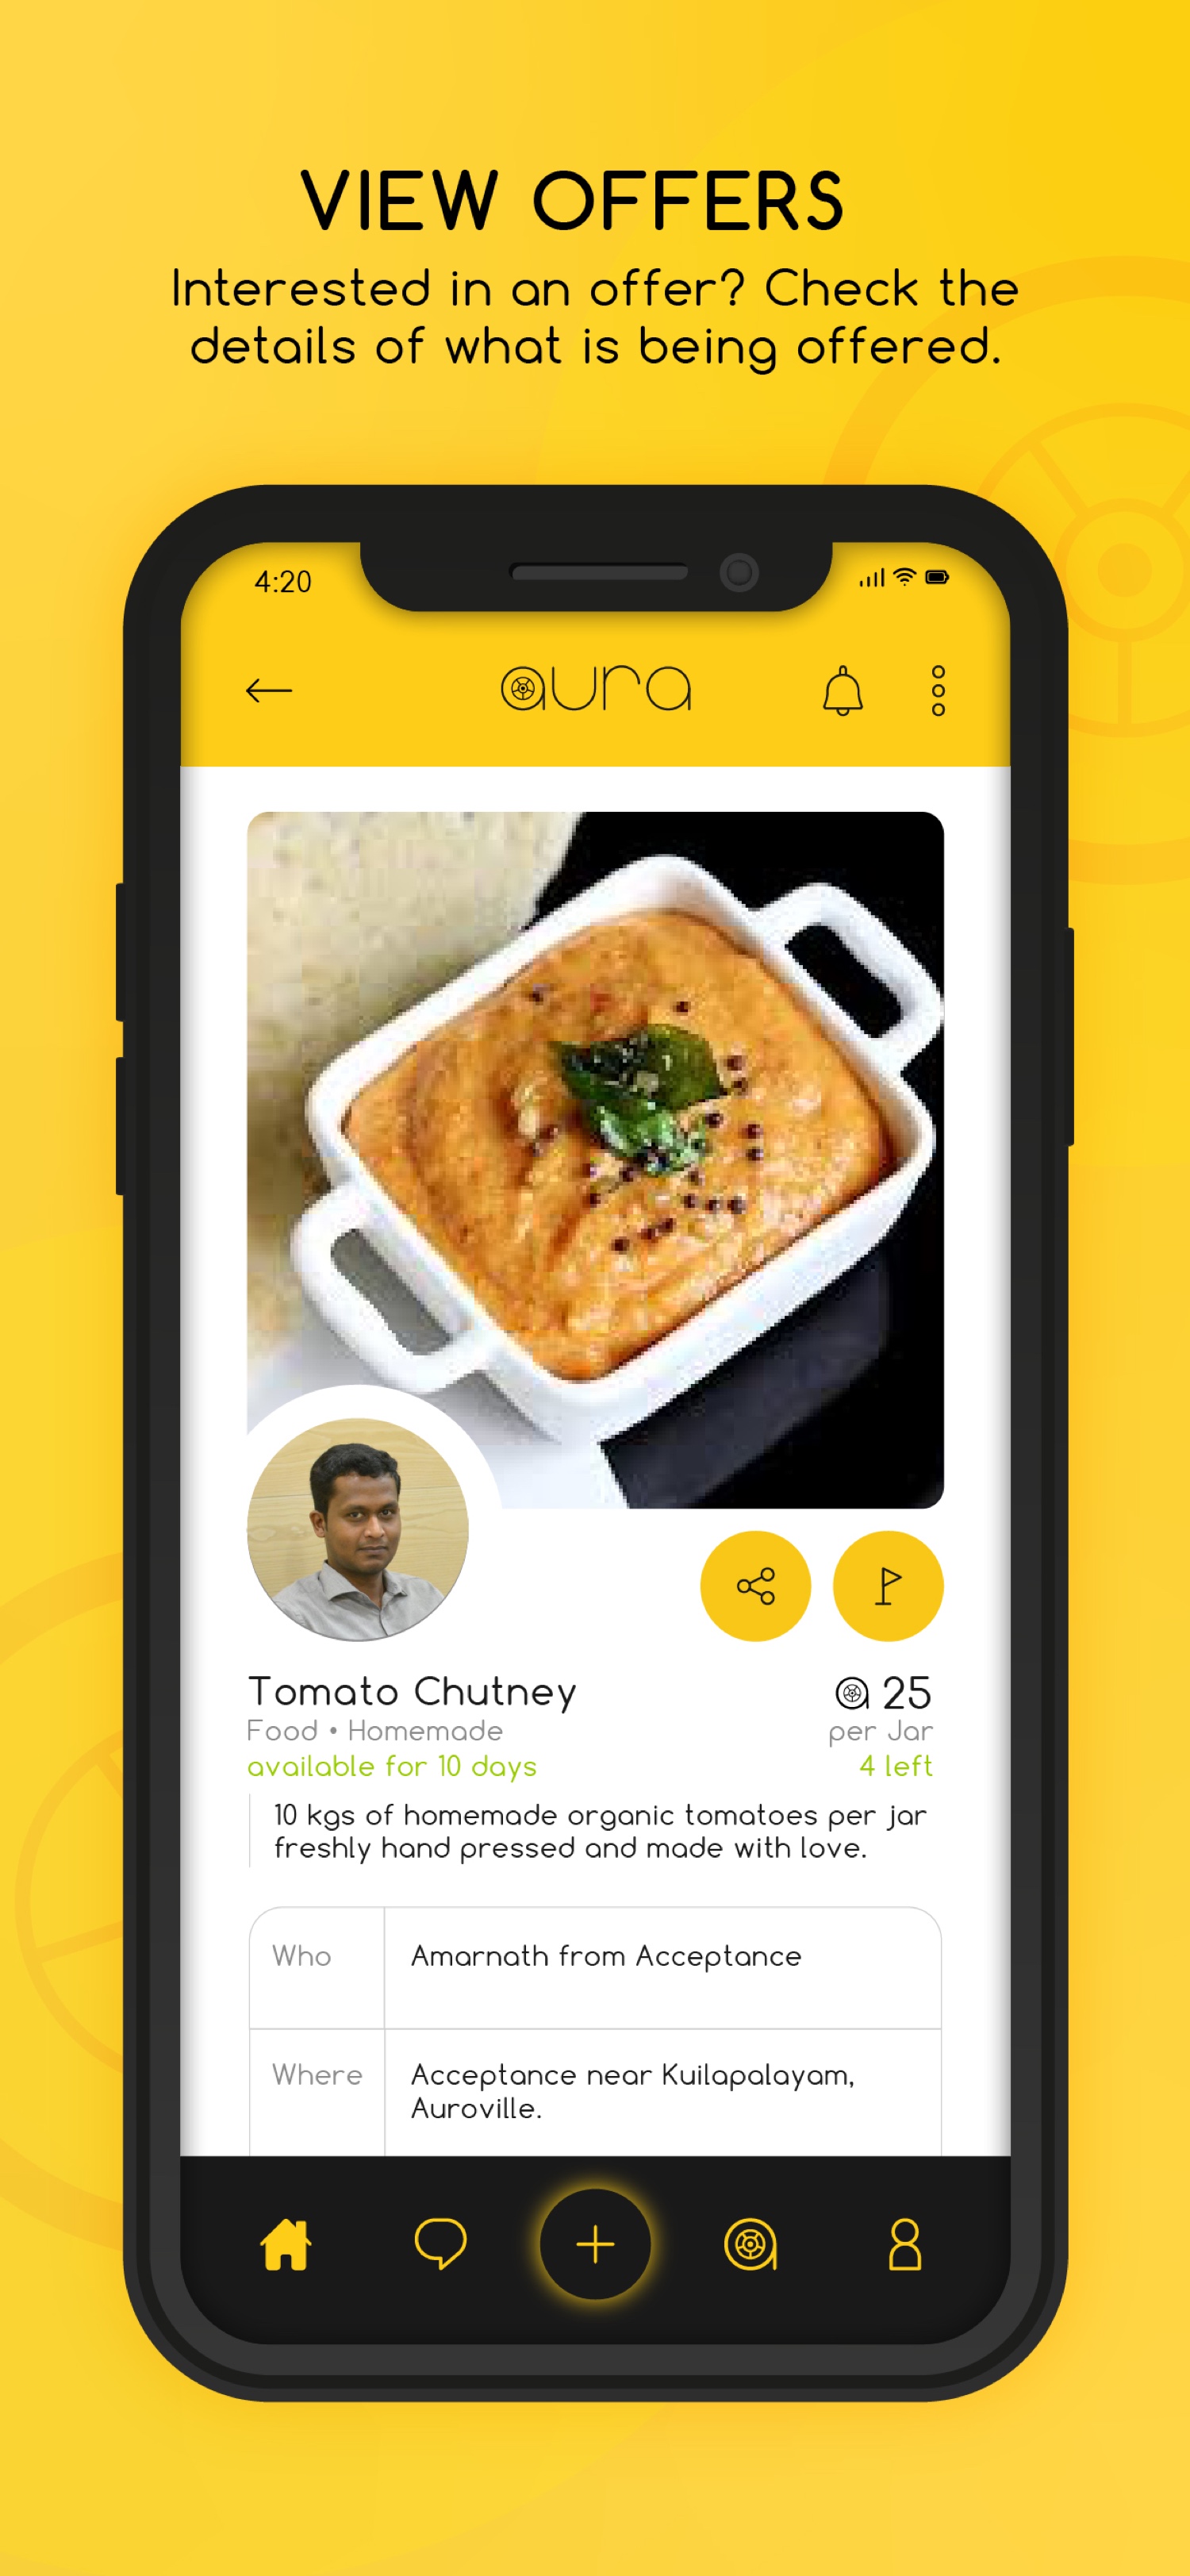 VIEW OFFERS
Interested in an offer? Check the
details of what is being offered.
4:20
aura
Tomato Chutney
25
Food • Homemade
per Jar
available for 10 days
4 left
10 kgs of homemade organic tomatoes per jar
freshly hand pressed and made with love.
Who
Amarnath from Acceptance
Where
Acceptance near Kuilapalayam,
Auroville.